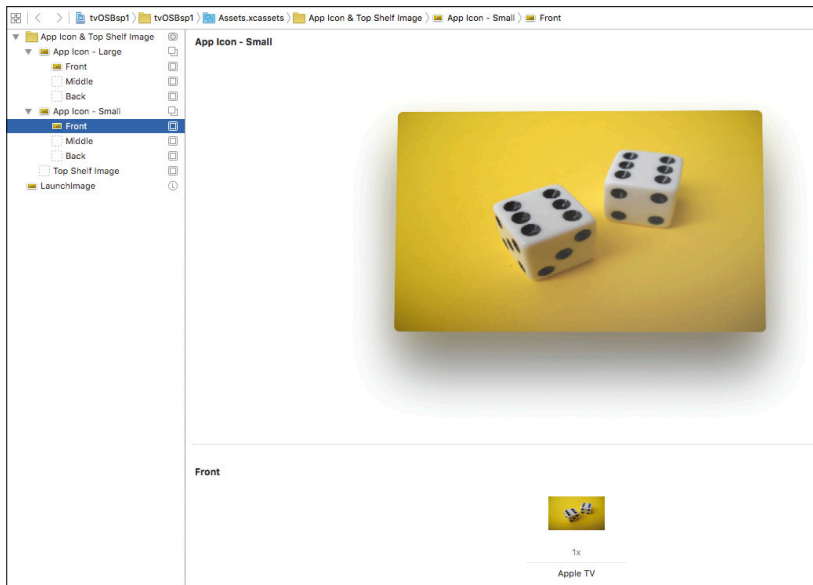 tvOSBsp1 〉 tvOSBsp1 〉 Assets.xcassets 〉 App Icon & Top Shelf Image 〉 App Icon - Small 〉 Front
App Icon & Top Shelf Image
App Icon - Large
Front
Middle
Back
App Icon - Small
Front
Middle
Back
Top Shelf Image
LaunchImage L
App Icon - Small
Front
1x
Apple TV